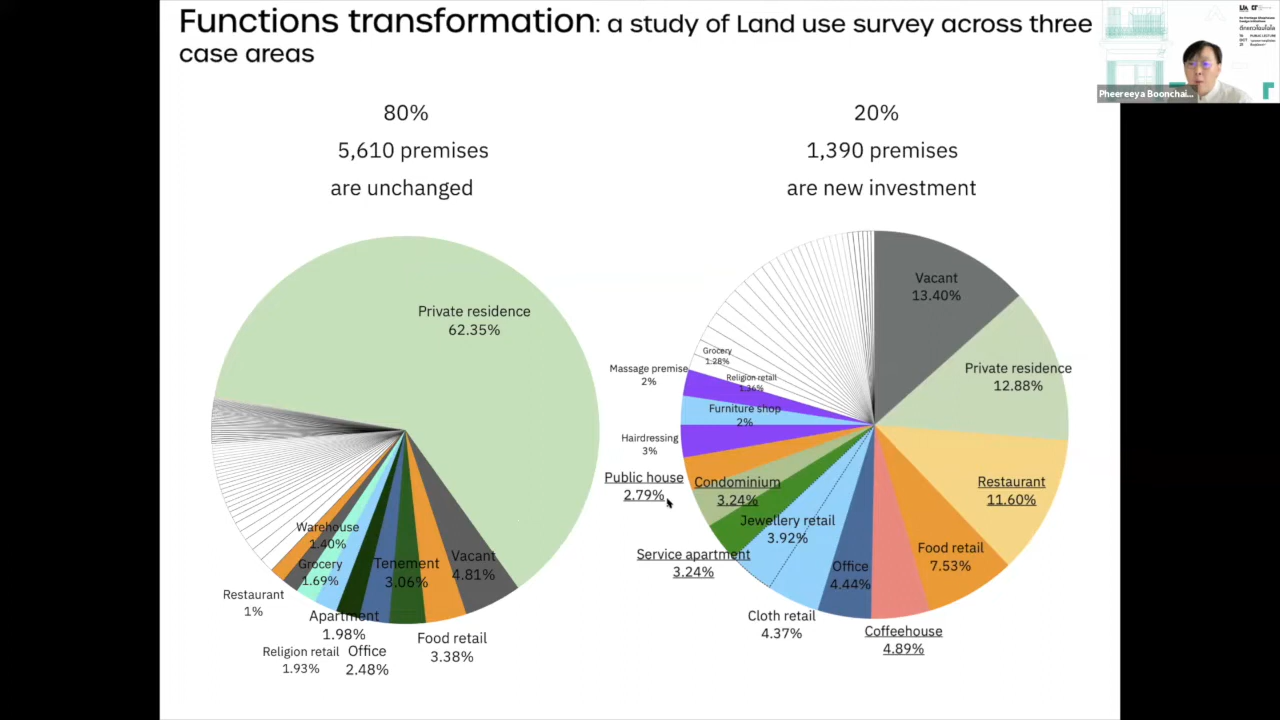 Functions transformation: a study of Land use survey across three
case areas
80%
5,610 premises
are unchanged
20%
1,390 premises
are new investment
Private residence
62.35%
Vacant
4.81%
Food retail
3.38%
Tenement
3.06%
Office
2.48%
Apartment
1.98%
Religion retail
1.93%
Grocery
1.69%
Warehouse
1.40%
Restaurant
1%
Vacant
13.40%
Private residence
12.88%
Restaurant
11.60%
Food retail
7.53%
Coffeehouse
4.89%
Office
4.44%
Cloth retail
4.37%
Jewellery retail
3.92%
Service apartment
3.24%
Condominium
3.24%
Public house
2.79%
Hairdressing
3%
Furniture shop
2%
Massage premise
2%
Religion retail
1.36%
Grocery
1.28%
Pheereeya Boonchai...